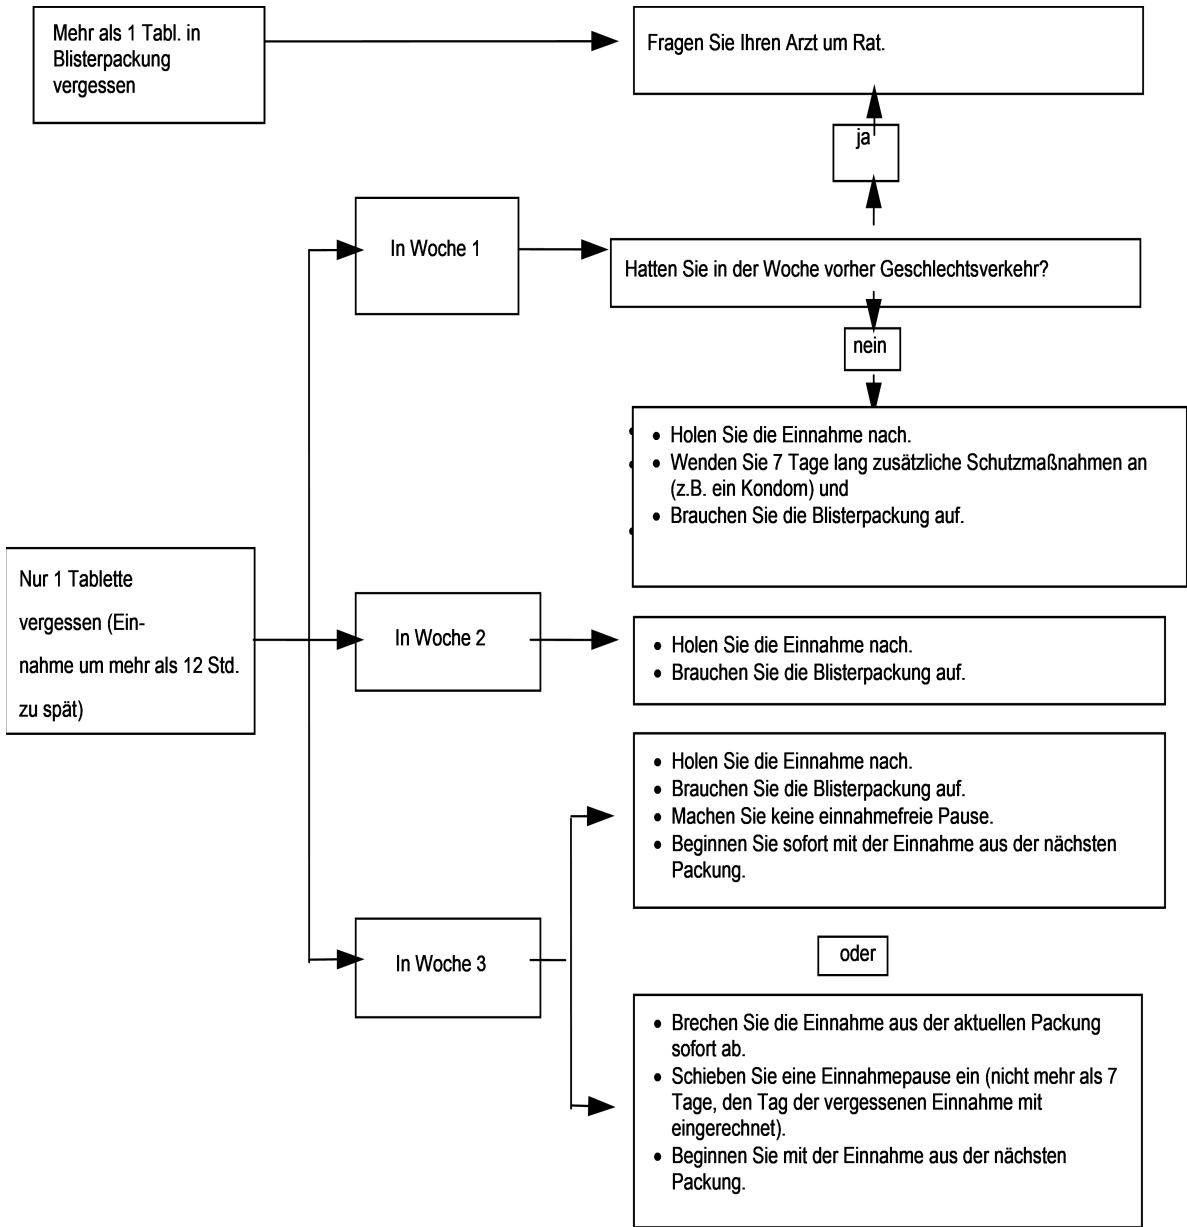 Mehr als 1 Tabl. in
Blisterpackung
vergessen
Fragen Sie Ihren Arzt um Rat.
ja
In Woche 1
Hatten Sie in der Woche vorher Geschlechtsverkehr?
nein
• Holen Sie die Einnahme nach.
• Wenden Sie 7 Tage lang zusätzliche Schutzmaßnahmen an
(z.B. ein Kondom) und
• Brauchen Sie die Blisterpackung auf.
Nur 1 Tablette
vergessen (Ein-
nahme um mehr als 12 Std.
zu spät)
In Woche 2
• Holen Sie die Einnahme nach.
• Brauchen Sie die Blisterpackung auf.
• Holen Sie die Einnahme nach.
• Brauchen Sie die Blisterpackung auf.
• Machen Sie keine einnahmefreie Pause.
• Beginnen Sie sofort mit der Einnahme aus der nächsten
Packung.
In Woche 3
oder
• Brechen Sie die Einnahme aus der aktuellen Packung
sofort ab.
• Schieben Sie eine Einnahmepause ein (nicht mehr als 7
Tage, den Tag der vergessenen Einnahme mit
eingerechnet).
• Beginnen Sie mit der Einnahme aus der nächsten
Packung.